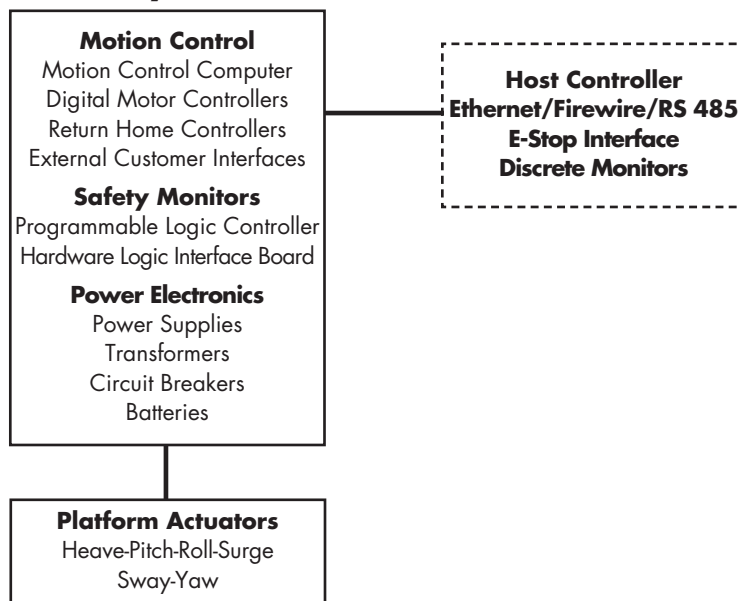 Motion Control
Motion Control Computer
Digital Motor Controllers
Return Home Controllers
External Customer Interfaces
Safety Monitors
Programmable Logic Controller
Hardware Logic Interface Board
Power Electronics
Power Supplies
Transformers
Circuit Breakers
Batteries
Host Controller
Ethernet/Firewire/RS 485
E-Stop Interface
Discrete Monitors
Platform Actuators
Heave-Pitch-Roll-Surge
Sway-Yaw